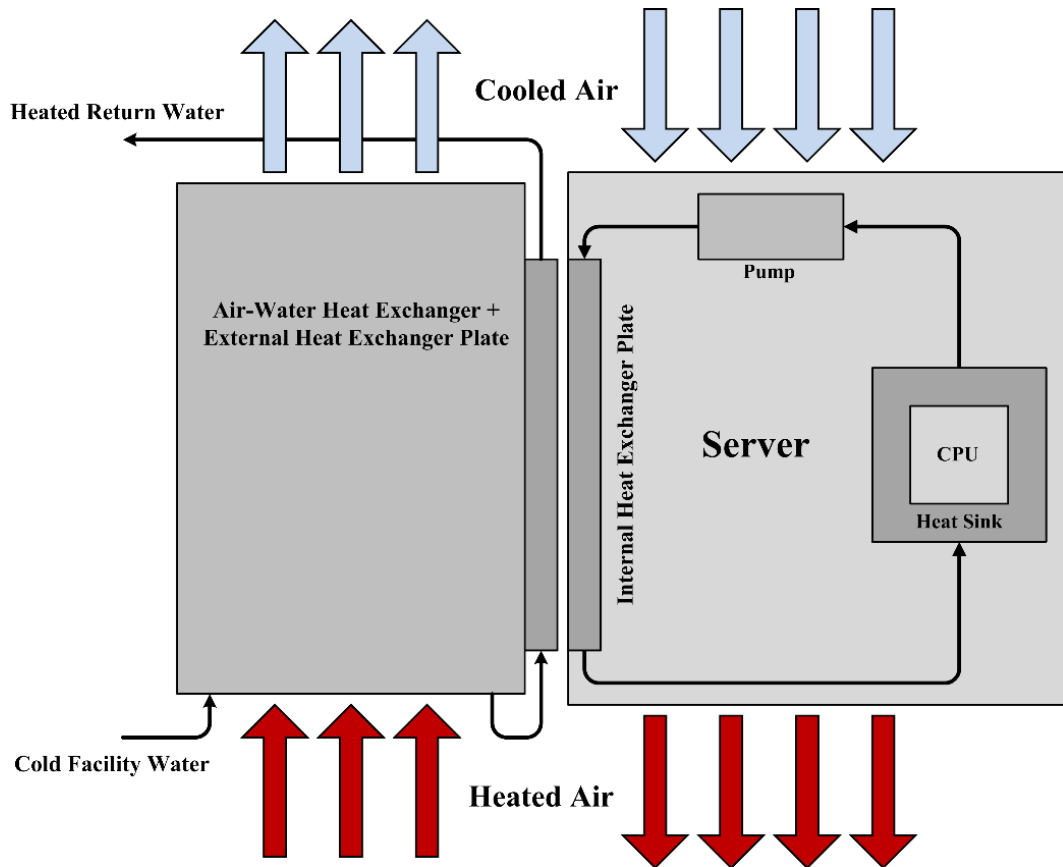 Cooled Air
Heated Return Water
Pump
Air-Water Heat Exchanger +
External Heat Exchanger Plate
Internal Heat Exchanger Plate
Server
CPU
Heat Sink
Cold Facility Water
Heated Air